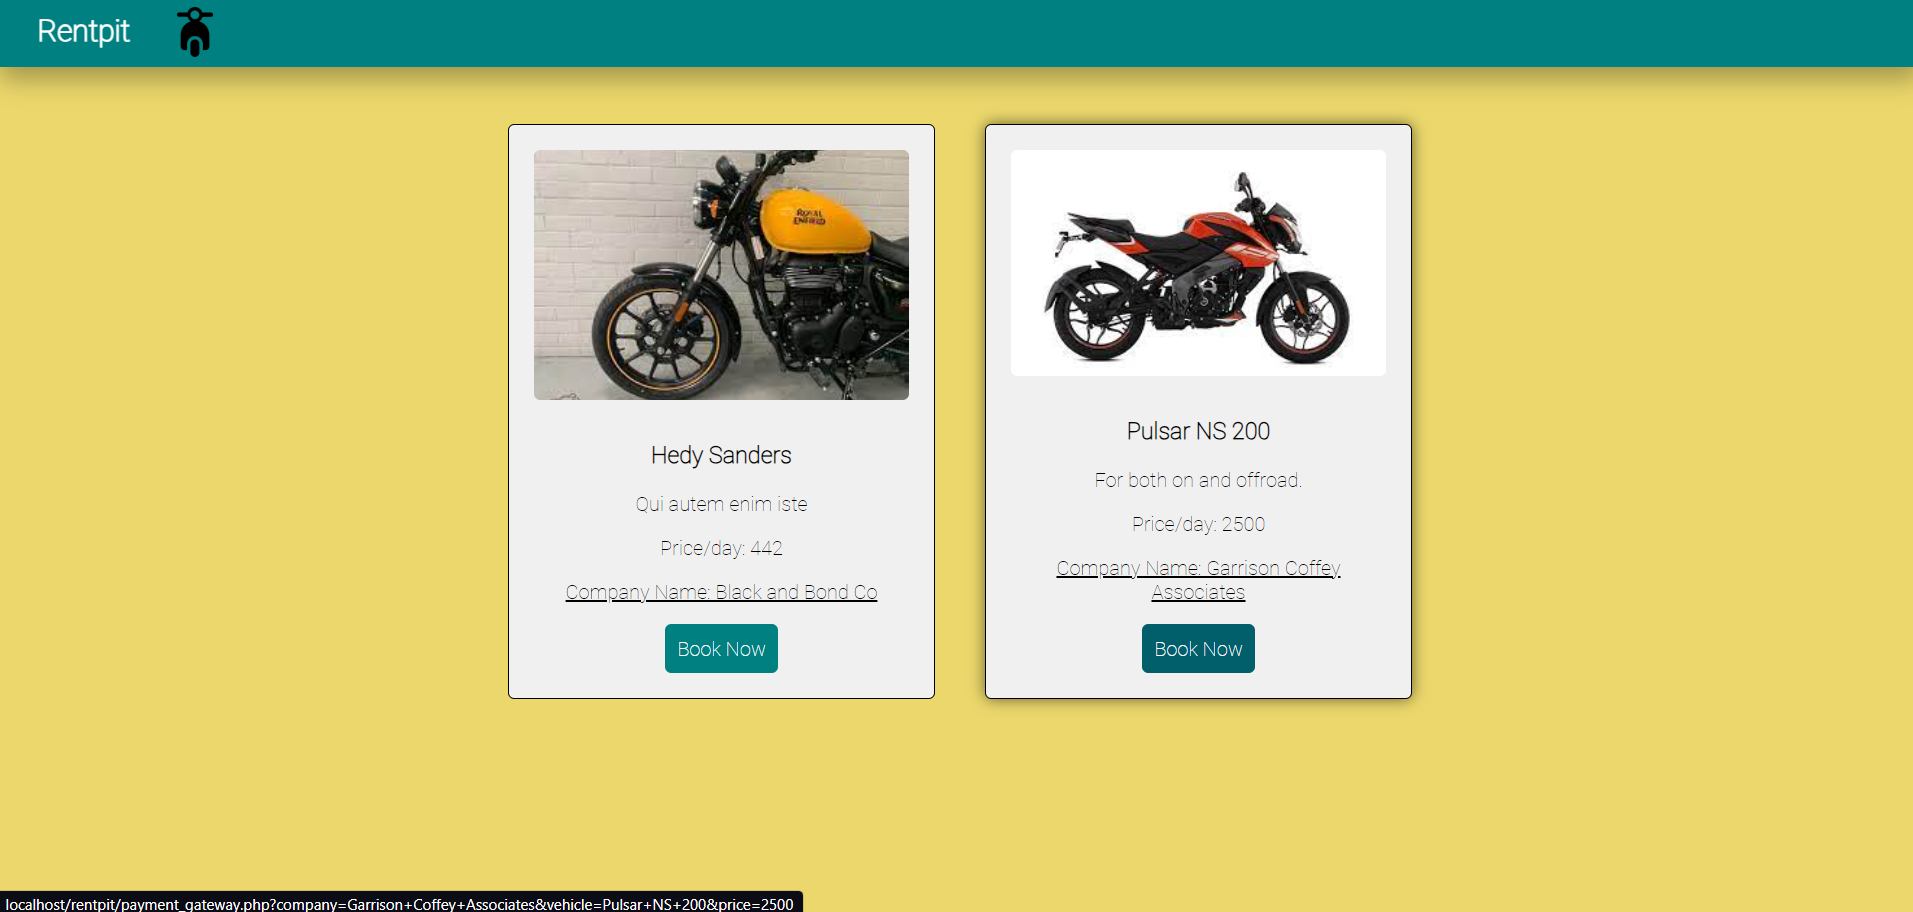 Rentpit
ROYAL
ENFIELD
Hedy Sanders
Qui autem enim iste
Price/day: 442
Company Name: Black and Bond Co
Book Now
Pulsar NS 200
For both on and offroad.
Price/day: 2500
Company Name: Garrison Coffey
Associates
Book Now
localhost/rentpit/payment_gateway.php?company=Garrison+Coffey+Associates&vehicle=Pulsar+NS+200&price=2500